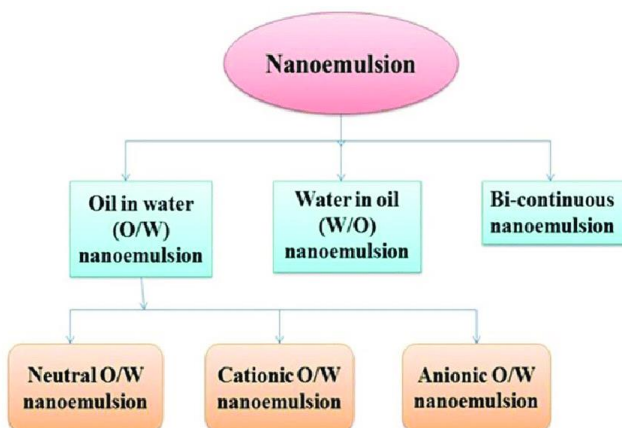 Nanoemulsion
Oil in water
(O/W)
nanoemulsion
Water in oil
(W/O)
nanoemulsion
Bi-continuous
nanoemulsion
Neutral O/W
nanoemulsion
Cationic O/W
nanoemulsion
Anionic O/W
nanoemulsion